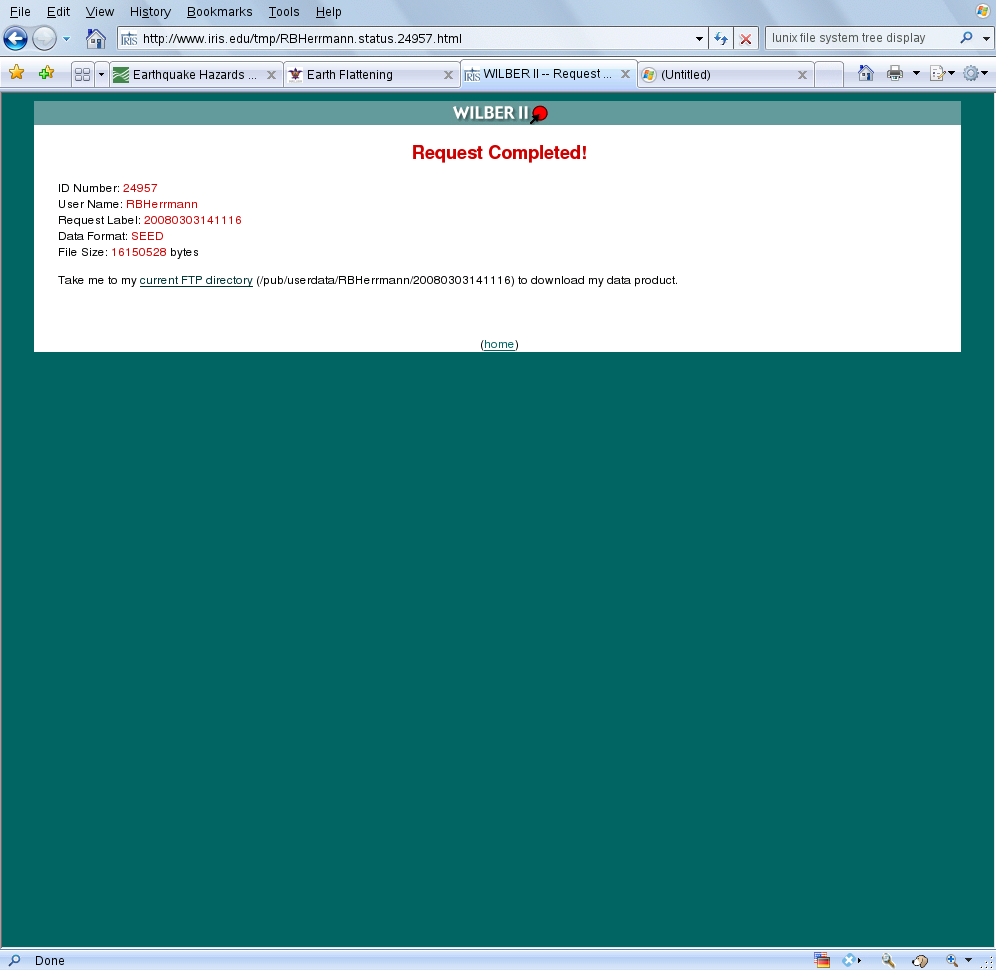 File Edit View History Bookmarks Tools Help
IRIS http://www.iris.edu/tmp/RBHerrmann.status.24957.html lunix file system tree display
Earthquake Hazards ... Earth Flattening IRIS WILBER II -- Request ... (Untitled)
WILBER II
Request Completed!
ID Number: 24957
User Name: RBHerrmann
Request Label: 20080303141116
Data Format: SEED
File Size: 16150528 bytes
Take me to my current FTP directory (/pub/userdata/RBHerrmann/20080303141116) to download my data product.
(home)
Done